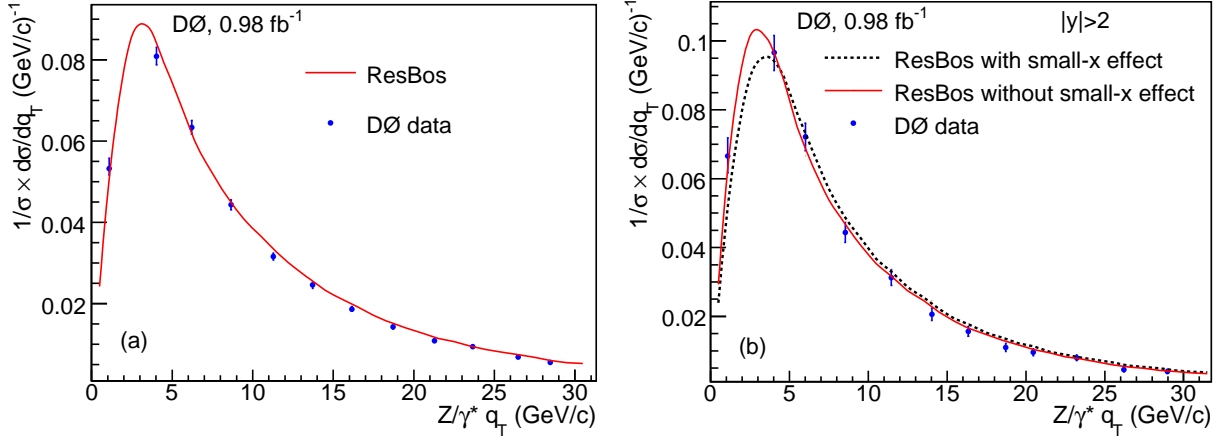 DØ, 0.98 fb⁻¹
ResBos
DØ data
(a)
1/σ × dσ/dq_T (GeV/c)⁻¹
0.08
0.06
0.04
0.02
0 5 10 15 20 25 30
Z/γ* q_T (GeV/c)
DØ, 0.98 fb⁻¹ |y|>2
ResBos with small-x effect
ResBos without small-x effect
DØ data
(b)
1/σ × dσ/dq_T (GeV/c)⁻¹
0.1
0.08
0.06
0.04
0.02
0 5 10 15 20 25 30
Z/γ* q_T (GeV/c)